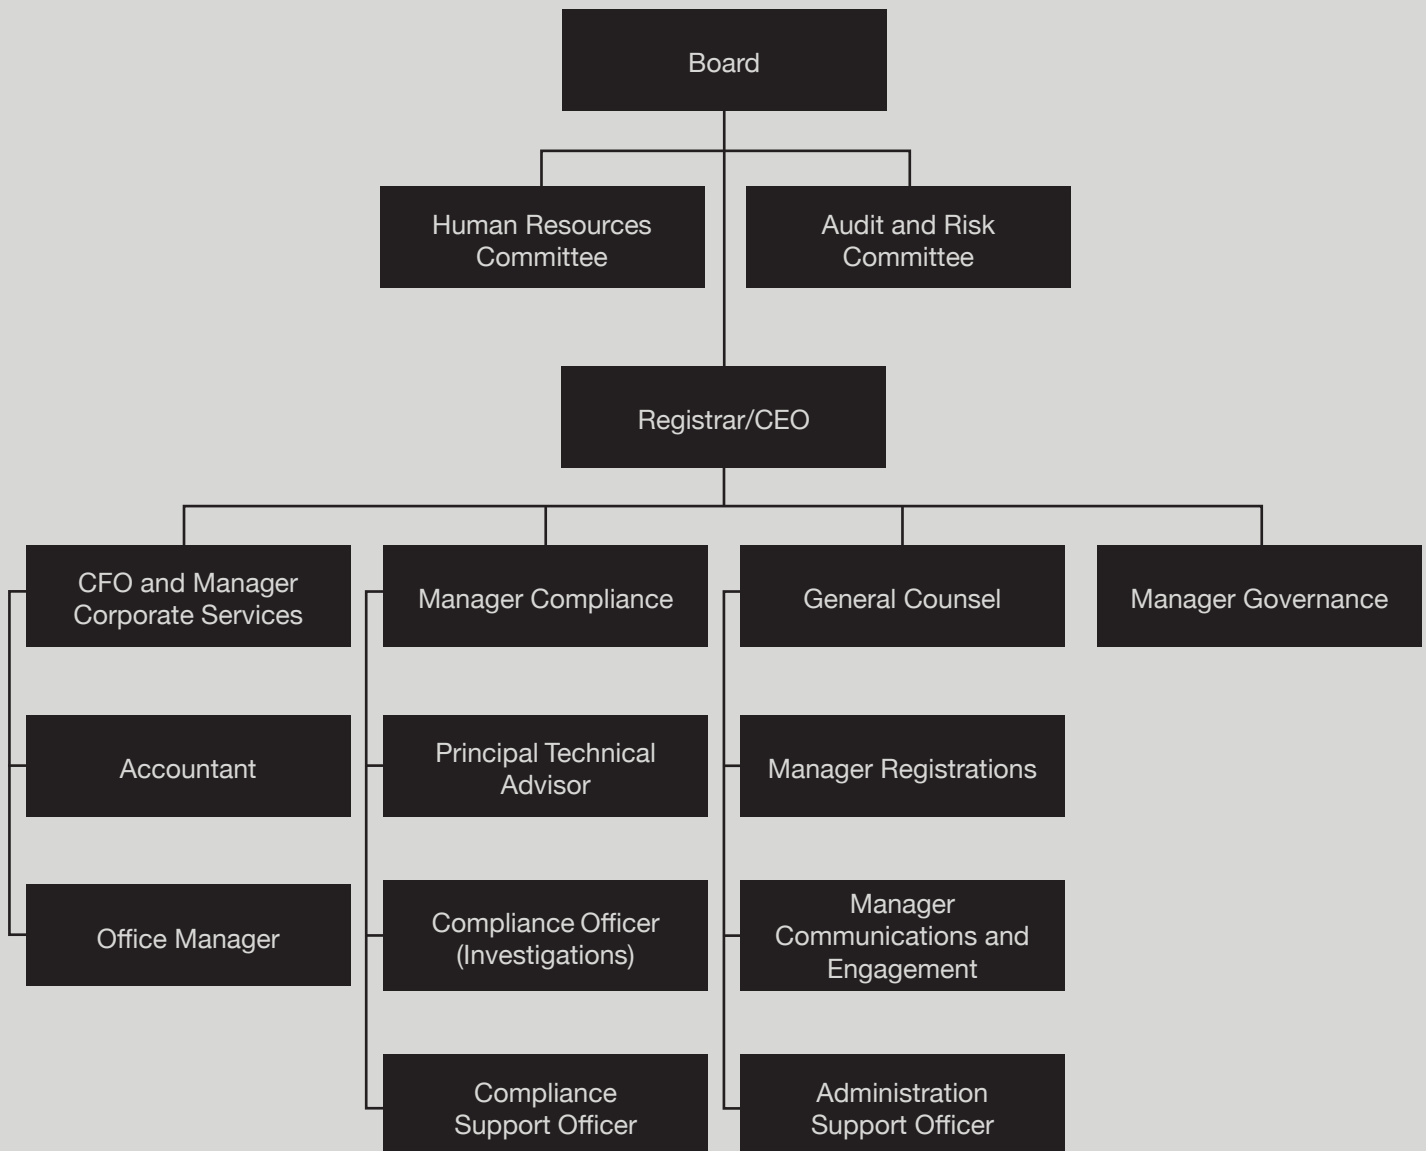 Board
Human Resources
Committee
Audit and Risk
Committee
Registrar/CEO
CFO and Manager
Corporate Services
Manager Compliance
General Counsel
Manager Governance
Accountant
Principal Technical
Advisor
Manager Registrations
Office Manager
Compliance Officer
(Investigations)
Manager
Communications and
Engagement
Compliance
Support Officer
Administration
Support Officer